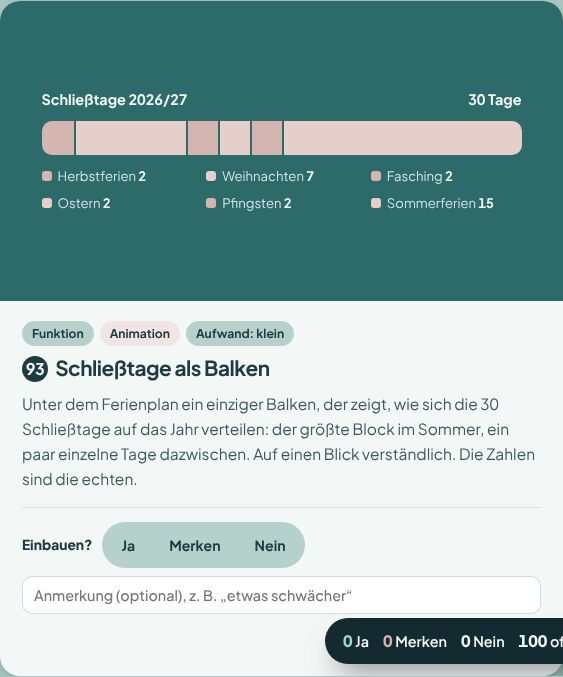 Schließtage 2026/27 30 Tage
Herbstferien 2 Weihnachten 7 Fasching 2
Ostern 2 Pfingsten 2 Sommerferien 15
Funktion Animation Aufwand: klein
93 Schließtage als Balken
Unter dem Ferienplan ein einziger Balken, der zeigt, wie sich die 30
Schließtage auf das Jahr verteilen: der größte Block im Sommer, ein
paar einzelne Tage dazwischen. Auf einen Blick verständlich. Die Zahlen
sind die echten.
Einbauen? Ja Merken Nein
Anmerkung (optional), z. B. „etwas schwächer“
0 Ja 0 Merken 0 Nein 100 of